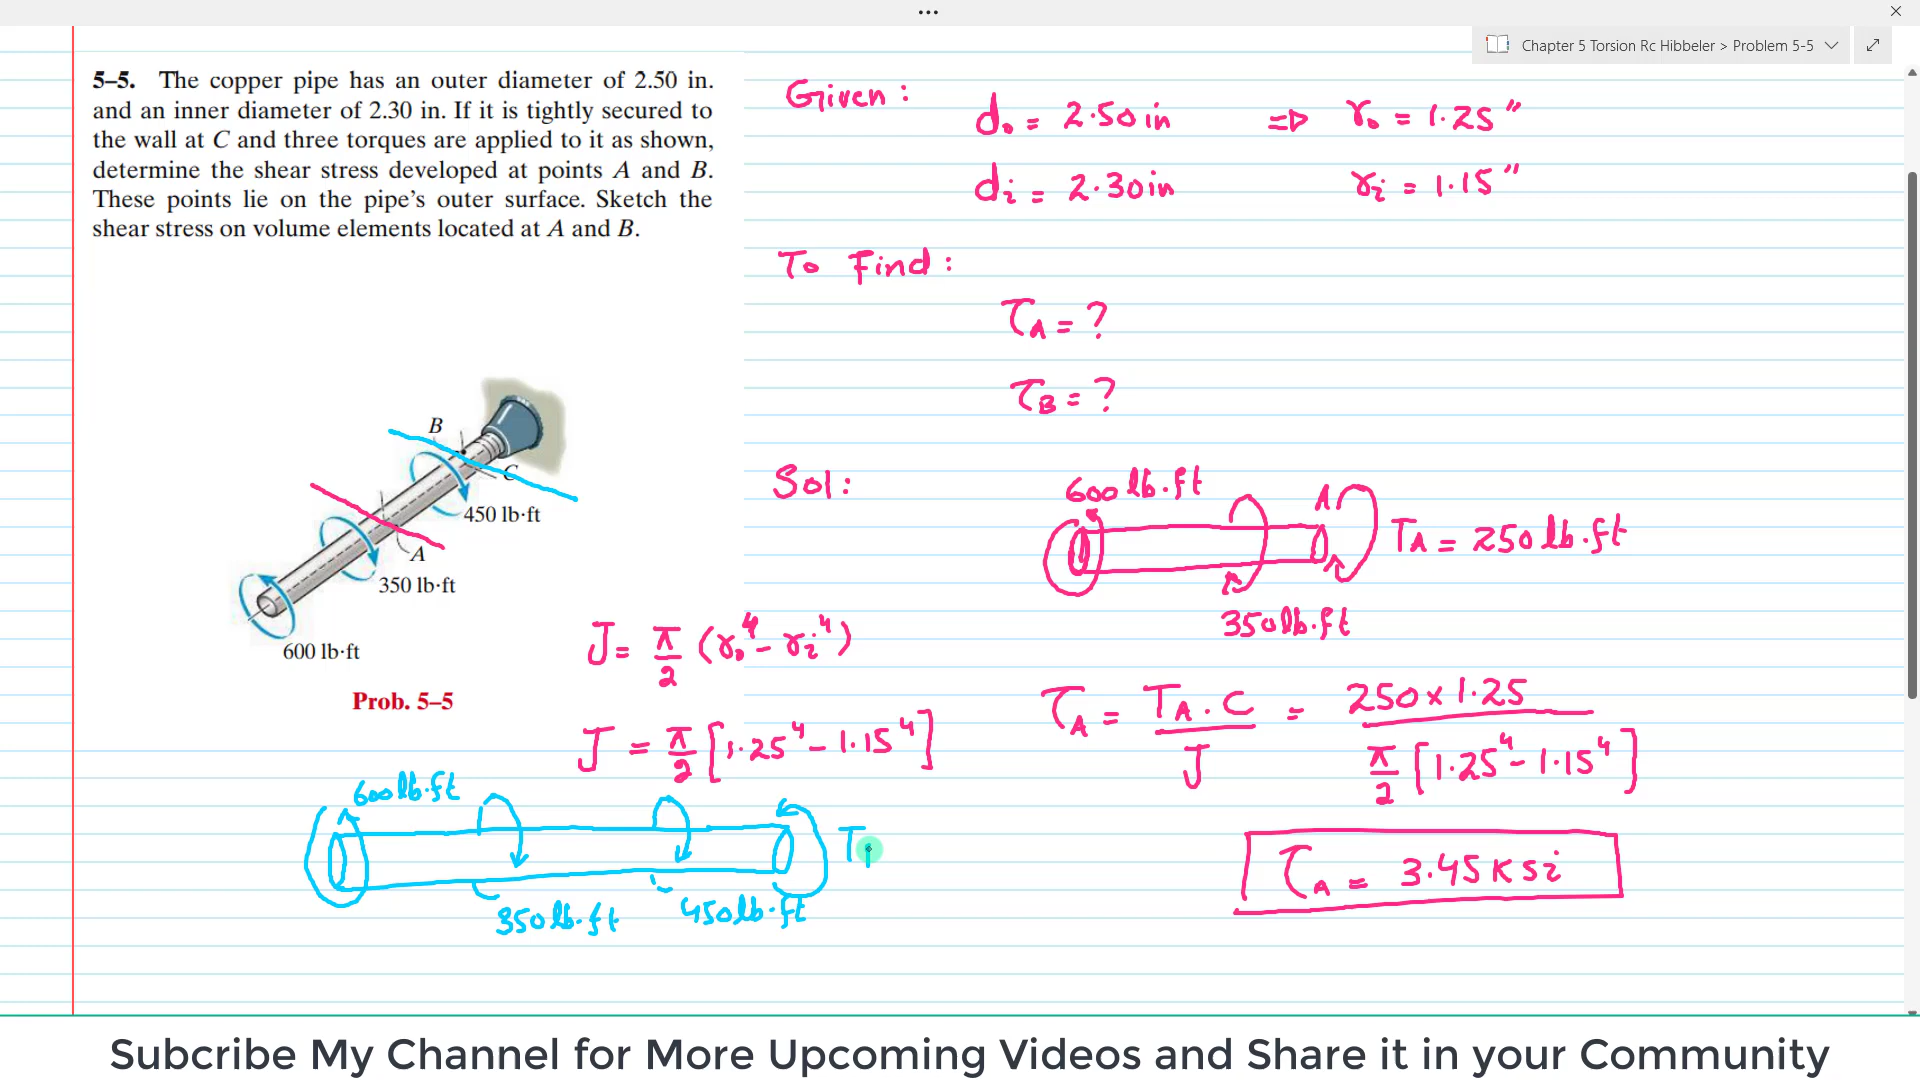 Chapter 5 Torsion Rc Hibbeler > Problem 5-5
5–5. The copper pipe has an outer diameter of 2.50 in.
and an inner diameter of 2.30 in. If it is tightly secured to
the wall at C and three torques are applied to it as shown,
determine the shear stress developed at points A and B.
These points lie on the pipe's outer surface. Sketch the
shear stress on volume elements located at A and B.
B
C
450 lb·ft
A
350 lb·ft
600 lb·ft
Prob. 5–5
Given :
d₀ = 2.50 in ⇒ r₀ = 1.25"
dᵢ = 2.30 in rᵢ = 1.15"
To Find :
τA = ?
τB = ?
Sol :
600 lb.ft
A
TA = 250 lb.ft
350 lb.ft
J = π/2 (r₀⁴ - rᵢ⁴)
J = π/2 [1.25⁴ - 1.15⁴]
τA = TA . C / J = 250 x 1.25 / π/2 [1.25⁴ - 1.15⁴]
τA = 3.45 ksi
600 lb.ft
T
350 lb.ft
450 lb.ft
Subcribe My Channel for More Upcoming Videos and Share it in your Community